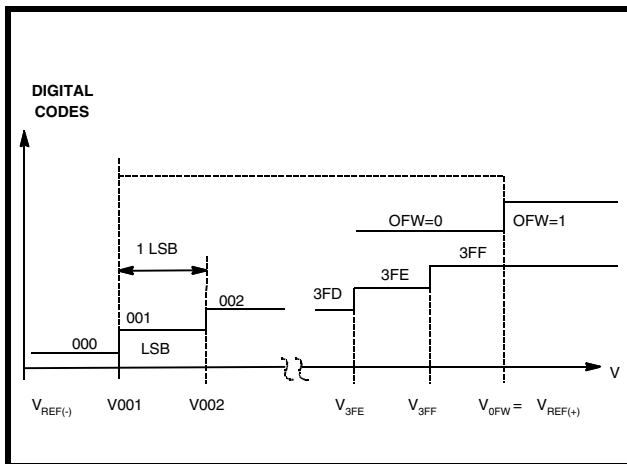 DIGITAL
CODES
OFW=0 OFW=1
1 LSB
3FF
3FE
3FD
002
001
000
LSB
V
VREF(-) V001 V002 V3FE V3FF V0FW = VREF(+)